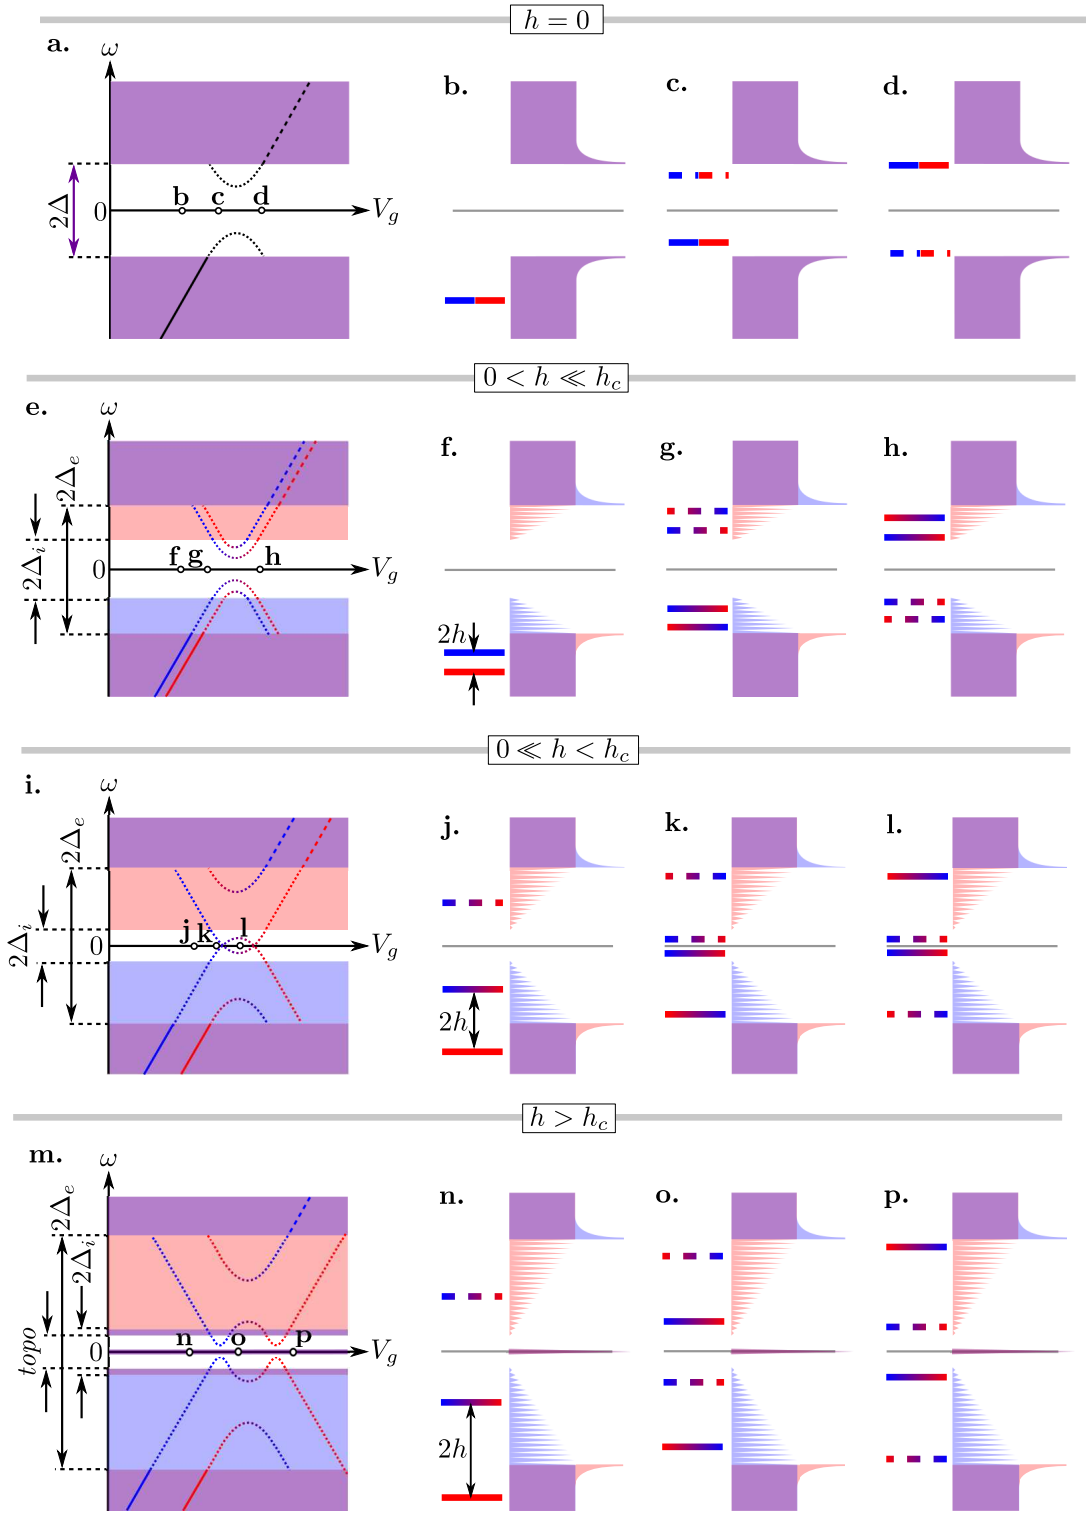 h = 0
a.
ω
2Δ
0
b c d
V_g
b.
c.
d.
0 < h ≪ h_c
e.
ω
2Δ_e
2Δ_i
0
f g h
V_g
f.
2h
g.
h.
0 ≪ h < h_c
i.
ω
2Δ_e
2Δ_i
0
j k l
V_g
j.
2h
k.
l.
h > h_c
m.
ω
2Δ_e
2Δ_i
topo
0
n o p
V_g
n.
2h
o.
p.